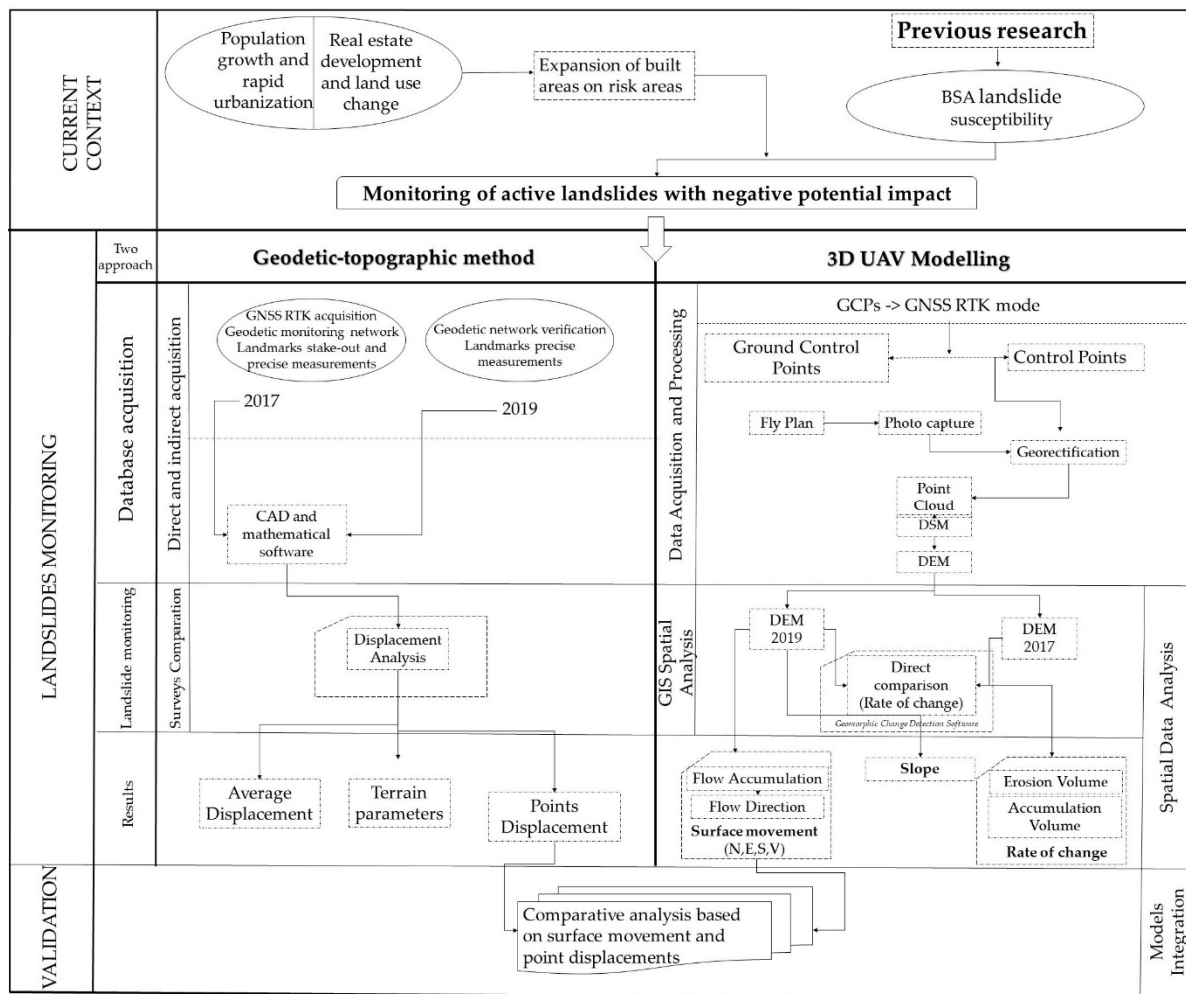 CURRENT
CONTEXT
Population
growth and
rapid
urbanization
Real estate
development
and land use
change
Expansion of built
areas on risk areas
Previous research
BSA landslide
susceptibility
Monitoring of active landslides with negative potential impact
LANDSLIDES MONITORING
Two
approach
Geodetic-topographic method
3D UAV Modelling
Database acquisition
Direct and indirect acquisition
GNSS RTK acquisition
Geodetic monitoring network
Landmarks stake-out and
precise measurements
Geodetic network verification
Landmarks precise
measurements
2017
2019
CAD and
mathematical
software
Data Acquisition and Processing
GCPs -> GNSS RTK mode
Ground Control
Points
Control Points
Fly Plan
Photo capture
Georectification
Point
Cloud
DSM
DEM
Landslide monitoring
Surveys Comparation
Displacement
Analysis
GIS Spatial
Analysis
DEM
2019
DEM
2017
Direct
comparison
(Rate of change)
Geomorphic Change Detection Software
Spatial Data Analysis
Results
Average
Displacement
Terrain
parameters
Points
Displacement
Flow Accumulation
Flow Direction
Surface movement
(N,E,S,V)
Slope
Erosion Volume
Accumulation
Volume
Rate of change
VALIDATION
Comparative analysis based
on surface movement and
point displacements
Models
Integration